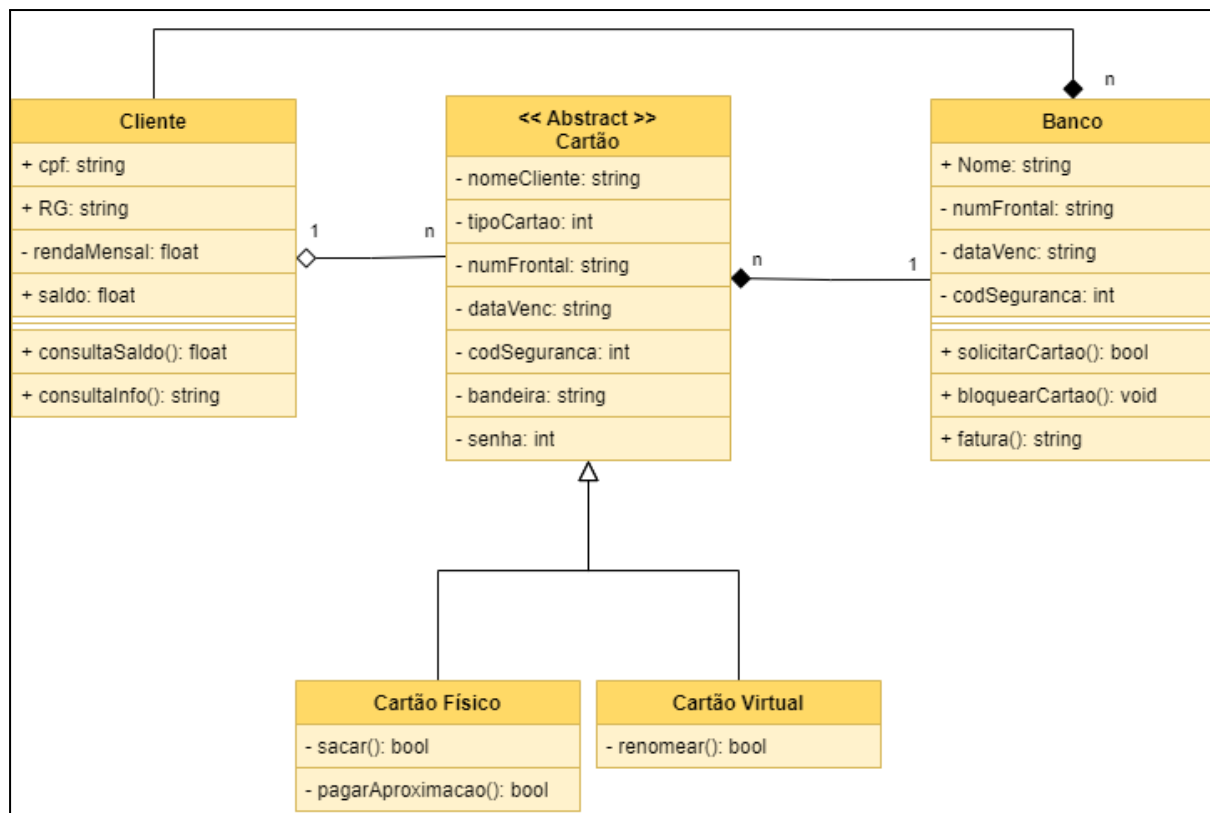 n
Cliente
+ cpf: string
+ RG: string
- rendaMensal: float
+ saldo: float
+ consultaSaldo(): float
+ consultaInfo(): string
1
n
<< Abstract >>
Cartão
- nomeCliente: string
- tipoCartao: int
- numFrontal: string
- dataVenc: string
- codSeguranca: int
- bandeira: string
- senha: int
n
1
Banco
+ Nome: string
- numFrontal: string
- dataVenc: string
- codSeguranca: int
+ solicitarCartao(): bool
+ bloquearCartao(): void
+ fatura(): string
Cartão Físico
- sacar(): bool
- pagarAproximacao(): bool
Cartão Virtual
- renomear(): bool